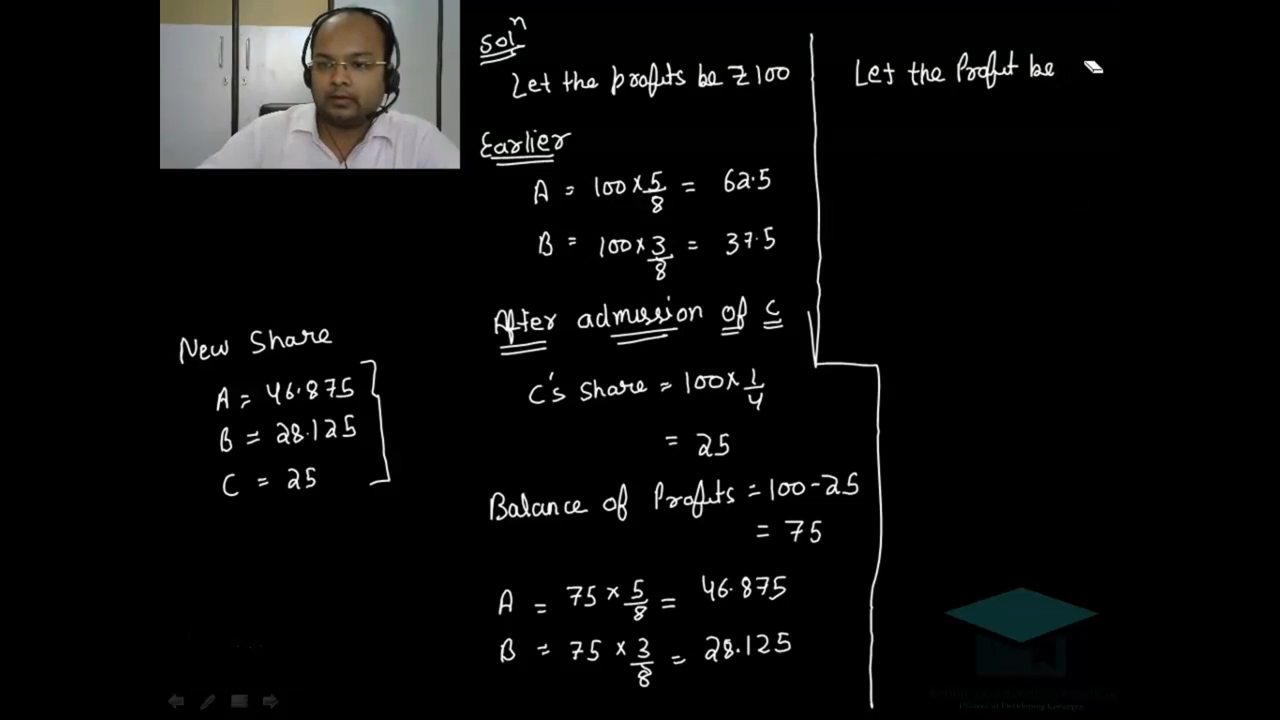 Solⁿ
Let the profits be ₹100
Earlier
A = 100 × 5/8 = 62.5
B = 100 × 3/8 = 37.5
After admission of C
C's Share = 100 × 1/4
= 25
Balance of Profits = 100 - 25
= 75
A = 75 × 5/8 = 46.875
B = 75 × 3/8 = 28.125
New Share
A = 46.875
B = 28.125
C = 25
Let the Profit be